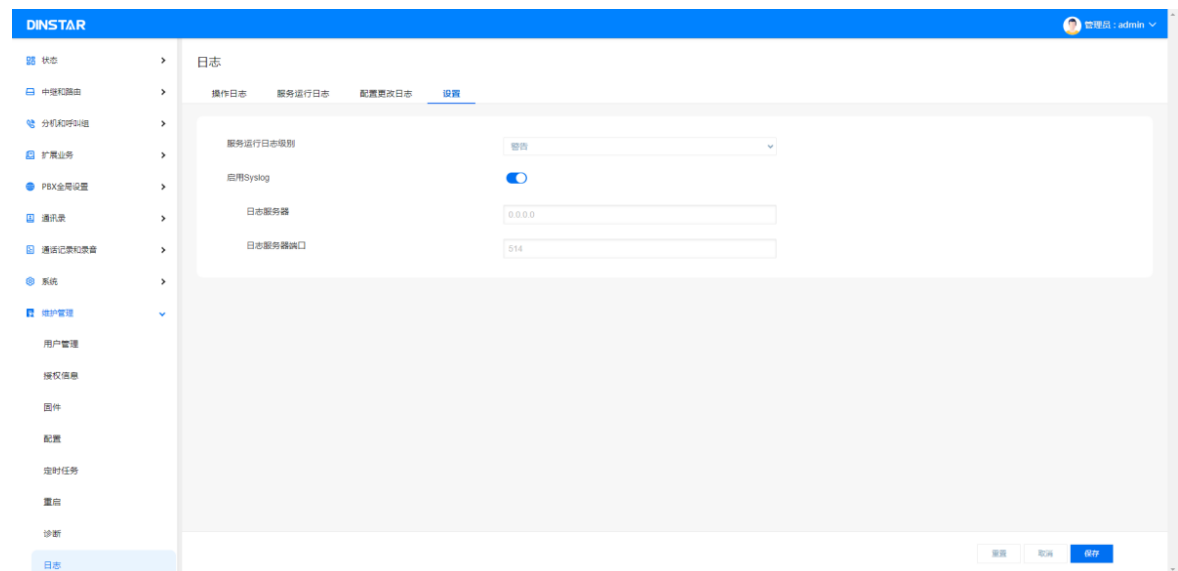 DINSTAR
管理员 : admin
状态
中继和路由
分机和呼叫组
扩展业务
PBX全局设置
通讯录
通话记录和录音
系统
维护管理
用户管理
授权信息
固件
配置
定时任务
重启
诊断
日志
日志
操作日志 服务运行日志 配置更改日志 设置
服务运行日志级别 警告
启用Syslog
日志服务器 0.0.0.0
日志服务器端口 514
重置 取消 保存